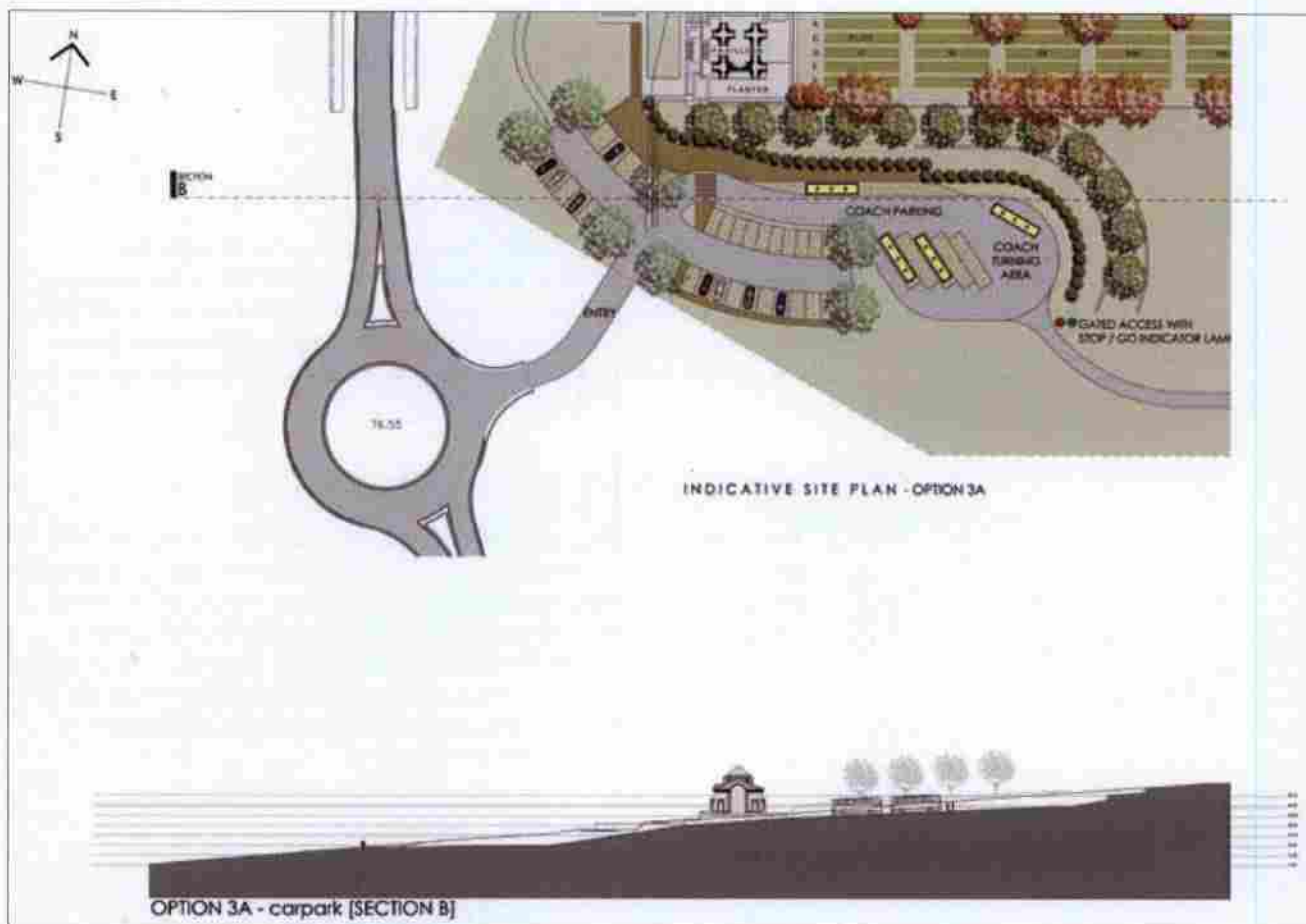 N
W
E
S
SECTION
B
PLANTER
COACH PARKING
COACH
TURNING
AREA
ENTRY
GATED ACCESS WITH
STOP / GO INDICATOR LAM
76.55
INDICATIVE SITE PLAN - OPTION 3A
OPTION 3A - carpark [SECTION B]